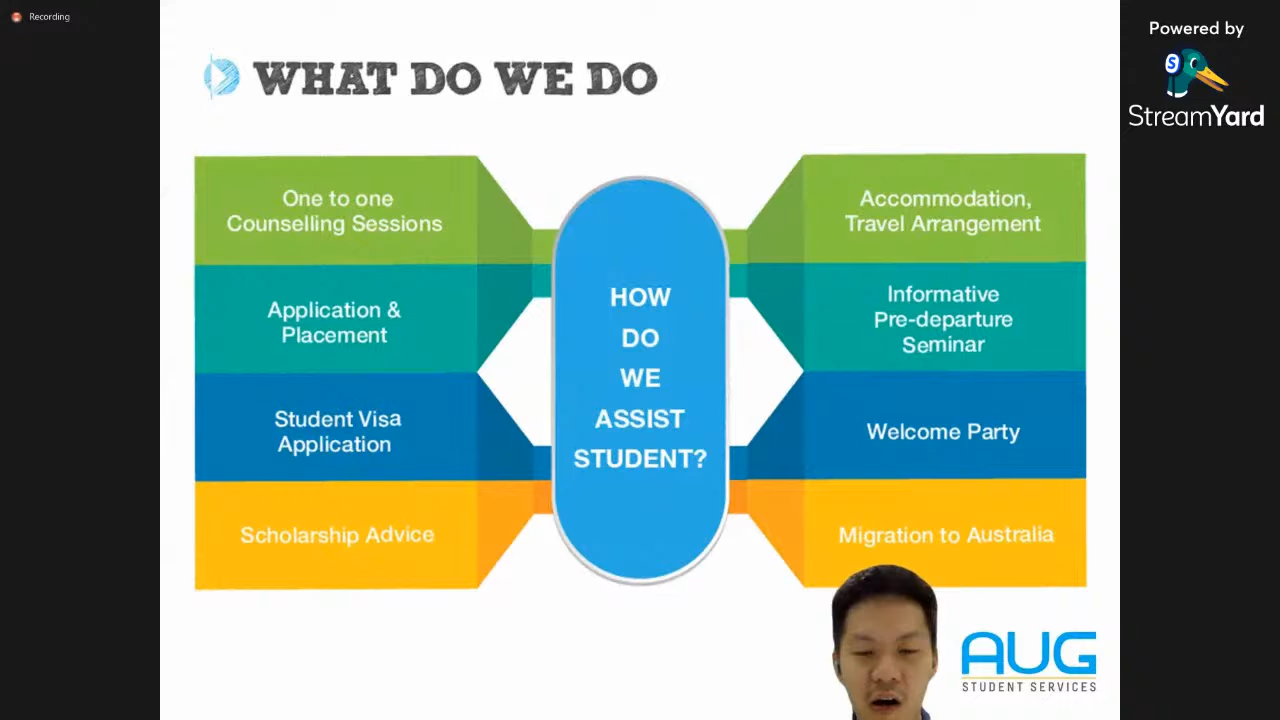 Recording
Powered by
StreamYard
WHAT DO WE DO
One to one
Counselling Sessions
Application &
Placement
Student Visa
Application
Scholarship Advice
HOW
DO
WE
ASSIST
STUDENT?
Accommodation,
Travel Arrangement
Informative
Pre-departure
Seminar
Welcome Party
Migration to Australia
AUG
STUDENT SERVICES